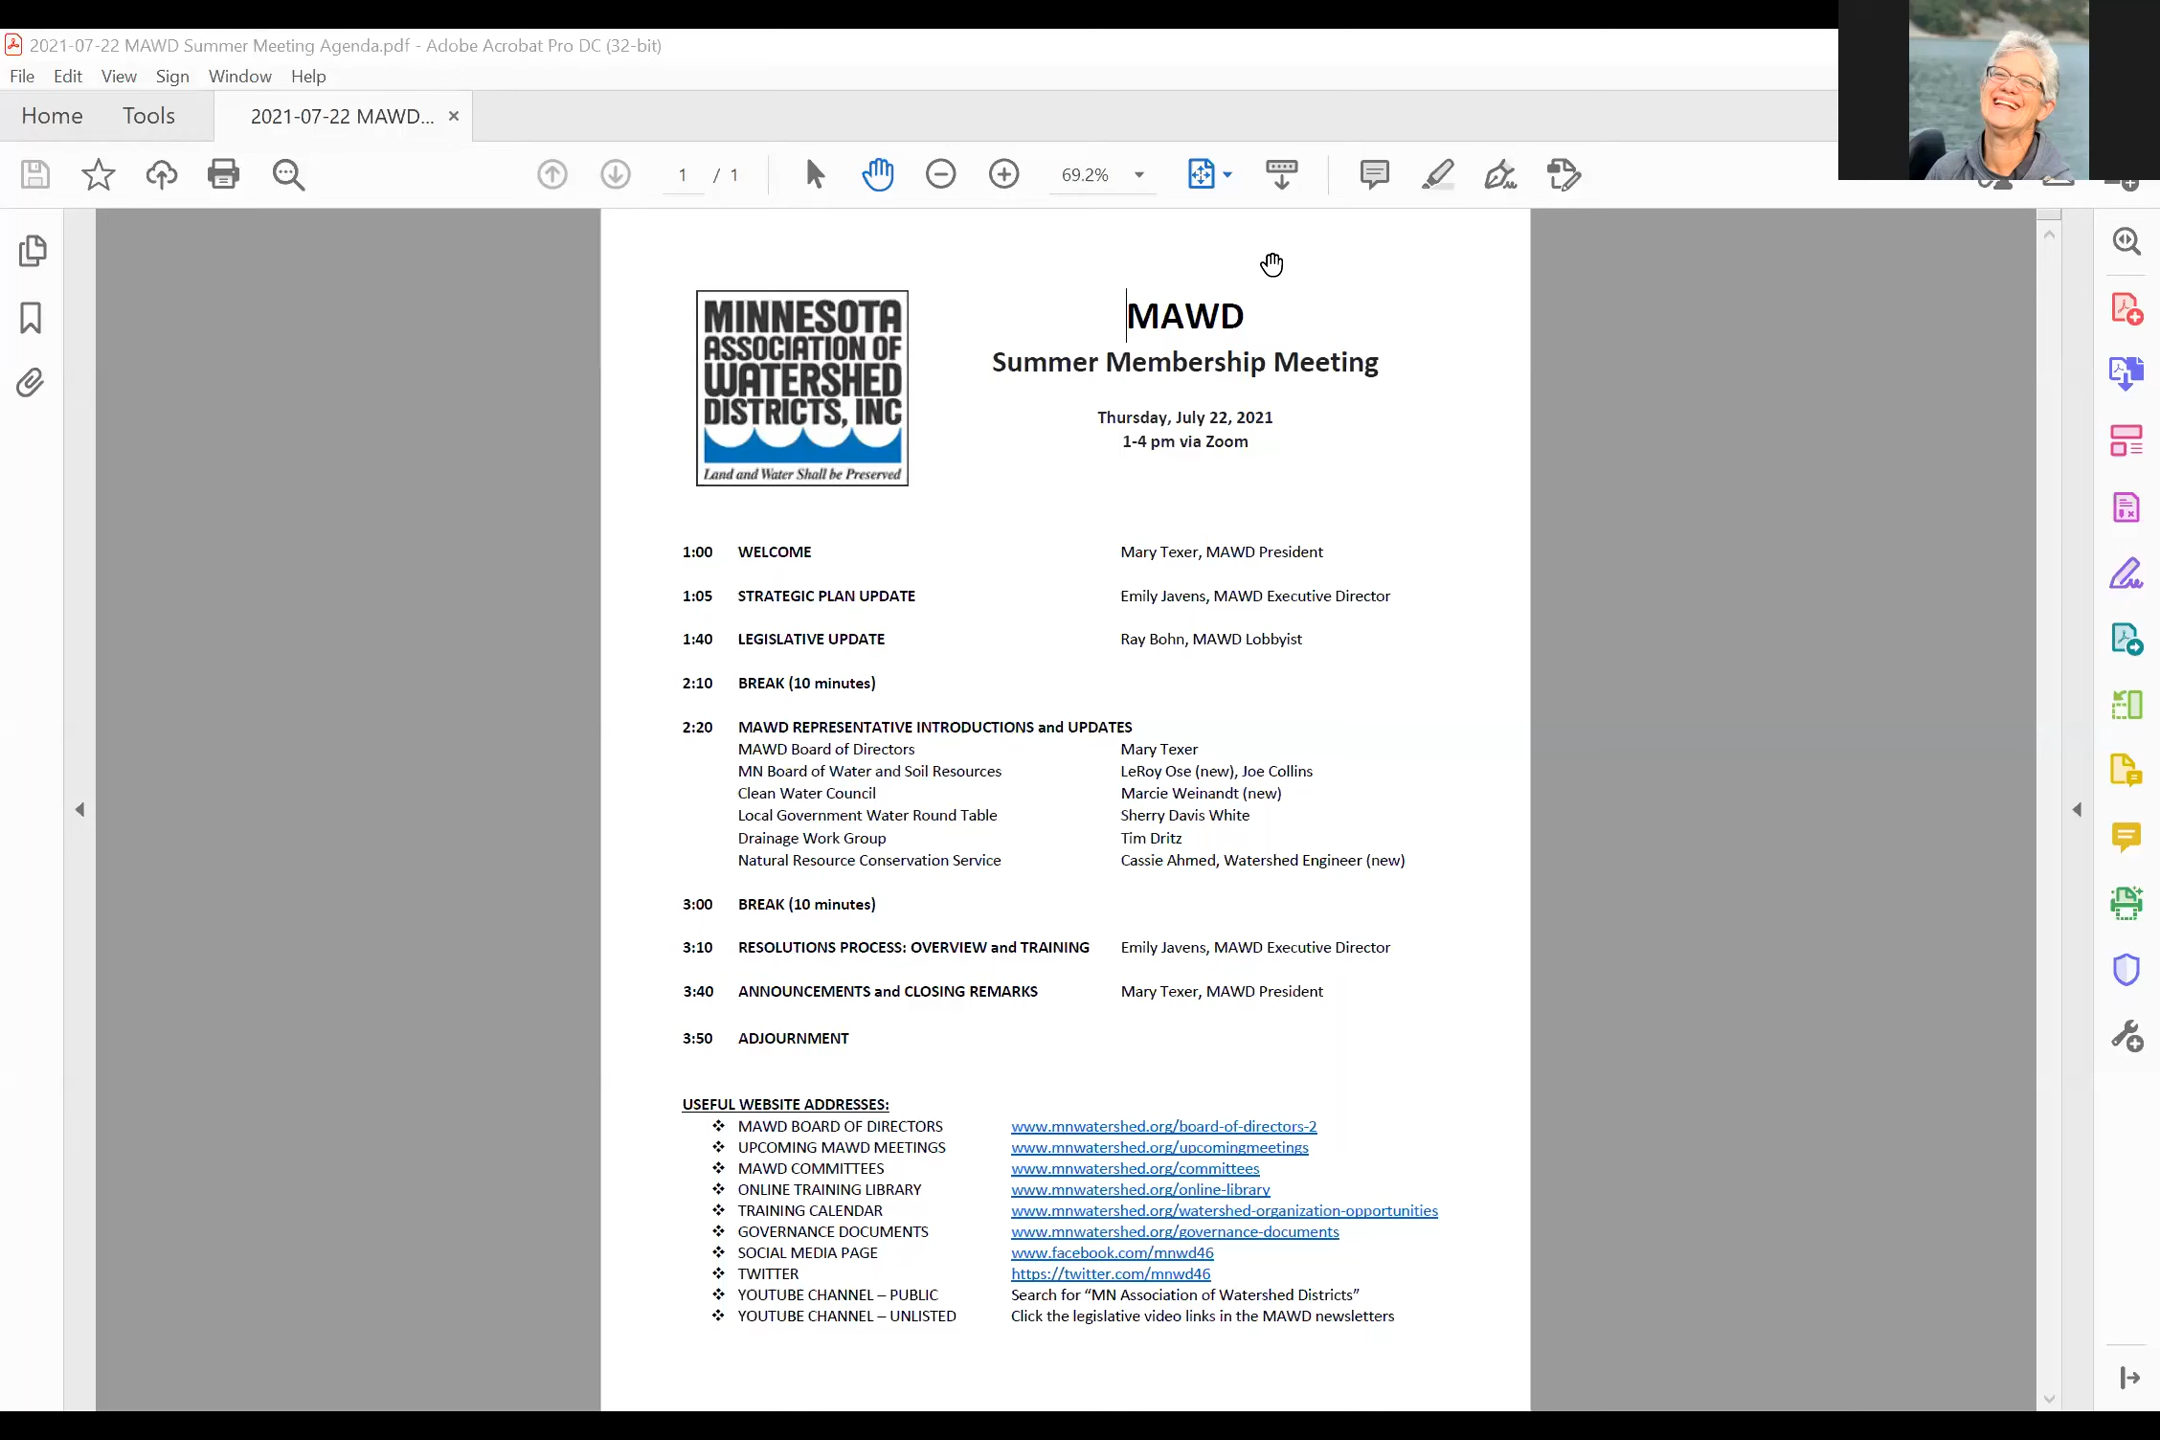 2021-07-22 MAWD Summer Meeting Agenda.pdf - Adobe Acrobat Pro DC (32-bit)
File Edit View Sign Window Help
Home Tools 2021-07-22 MAWD... ×
1 / 1 69.2%
MINNESOTA
ASSOCIATION OF
WATERSHED
DISTRICTS, INC
Land and Water Shall be Preserved
MAWD
Summer Membership Meeting
Thursday, July 22, 2021
1-4 pm via Zoom
1:00 WELCOME Mary Texer, MAWD President
1:05 STRATEGIC PLAN UPDATE Emily Javens, MAWD Executive Director
1:40 LEGISLATIVE UPDATE Ray Bohn, MAWD Lobbyist
2:10 BREAK (10 minutes)
2:20 MAWD REPRESENTATIVE INTRODUCTIONS and UPDATES
MAWD Board of Directors Mary Texer
MN Board of Water and Soil Resources LeRoy Ose (new), Joe Collins
Clean Water Council Marcie Weinandt (new)
Local Government Water Round Table Sherry Davis White
Drainage Work Group Tim Dritz
Natural Resource Conservation Service Cassie Ahmed, Watershed Engineer (new)
3:00 BREAK (10 minutes)
3:10 RESOLUTIONS PROCESS: OVERVIEW and TRAINING Emily Javens, MAWD Executive Director
3:40 ANNOUNCEMENTS and CLOSING REMARKS Mary Texer, MAWD President
3:50 ADJOURNMENT
USEFUL WEBSITE ADDRESSES:
❖ MAWD BOARD OF DIRECTORS www.mnwatershed.org/board-of-directors-2
❖ UPCOMING MAWD MEETINGS www.mnwatershed.org/upcomingmeetings
❖ MAWD COMMITTEES www.mnwatershed.org/committees
❖ ONLINE TRAINING LIBRARY www.mnwatershed.org/online-library
❖ TRAINING CALENDAR www.mnwatershed.org/watershed-organization-opportunities
❖ GOVERNANCE DOCUMENTS www.mnwatershed.org/governance-documents
❖ SOCIAL MEDIA PAGE www.facebook.com/mnwd46
❖ TWITTER https://twitter.com/mnwd46
❖ YOUTUBE CHANNEL – PUBLIC Search for “MN Association of Watershed Districts”
❖ YOUTUBE CHANNEL – UNLISTED Click the legislative video links in the MAWD newsletters